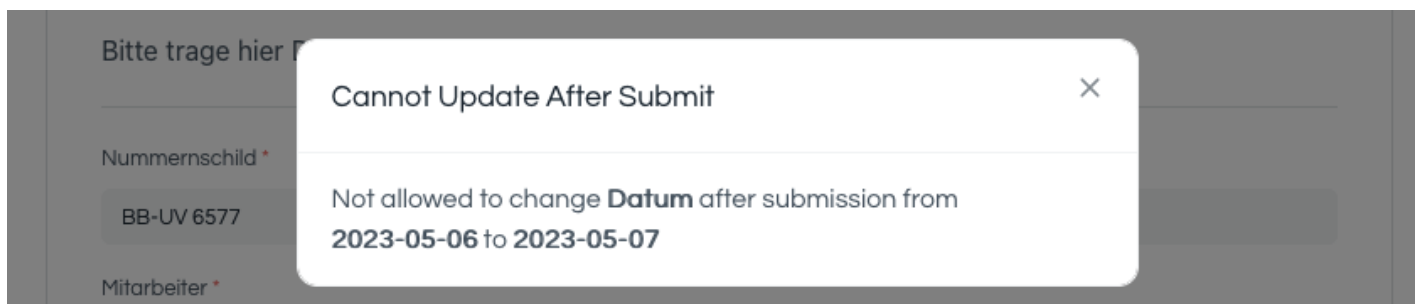 Bitte trage hier
Cannot Update After Submit
Nummernschild *
Not allowed to change Datum after submission from
BB-UV 6577
2023-05-06 to 2023-05-07
Mitarbeiter *